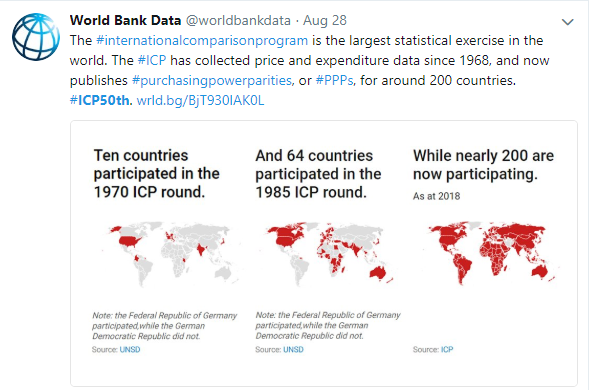 World Bank Data @worldbankdata · Aug 28
The #internationalcomparisonprogram is the largest statistical exercise in the
world. The #ICP has collected price and expenditure data since 1968, and now
publishes #purchasingpowerparities, or #PPPs, for around 200 countries.
#ICP50th. wrld.bg/BjT930lAK0L
Ten countries
participated in the
1970 ICP round.
Note: the Federal Republic of Germany
participated,while the German
Democratic Republic did not.
Source: UNSD
And 64 countries
participated in the
1985 ICP round.
Note: the Federal Republic of Germany
participated,while the German
Democratic Republic did not.
Source: UNSD
While nearly 200 are
now participating.
As at 2018
Source: ICP